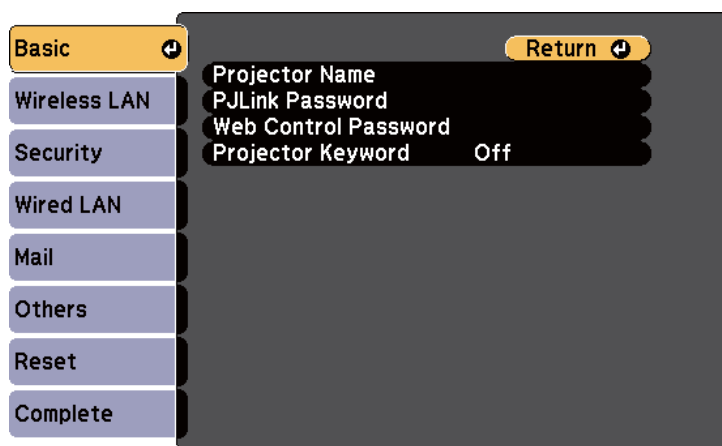 Basic
Wireless LAN
Security
Wired LAN
Mail
Others
Reset
Complete
Return
Projector Name
PJLink Password
Web Control Password
Projector Keyword Off